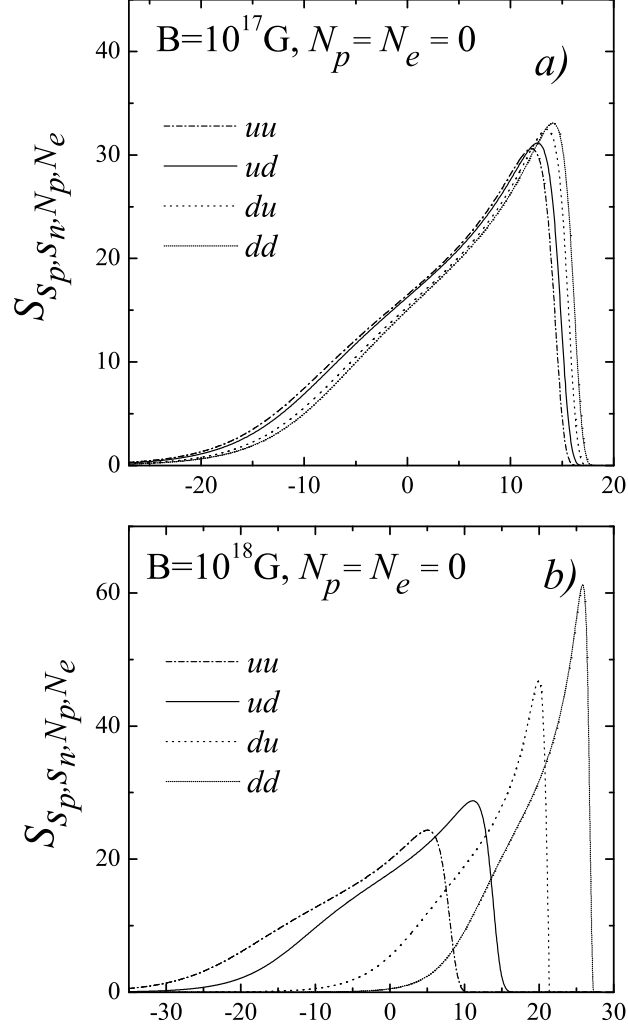 B=10^17G, N_p = N_e = 0
a)
40
30
20
10
0
uu
ud
du
dd
S_{s_p,s_n,N_p,N_e}
-20 -10 0 10 20
B=10^18G, N_p = N_e = 0
b)
60
40
20
0
uu
ud
du
dd
S_{s_p,s_n,N_p,N_e}
-30 -20 -10 0 10 20 30